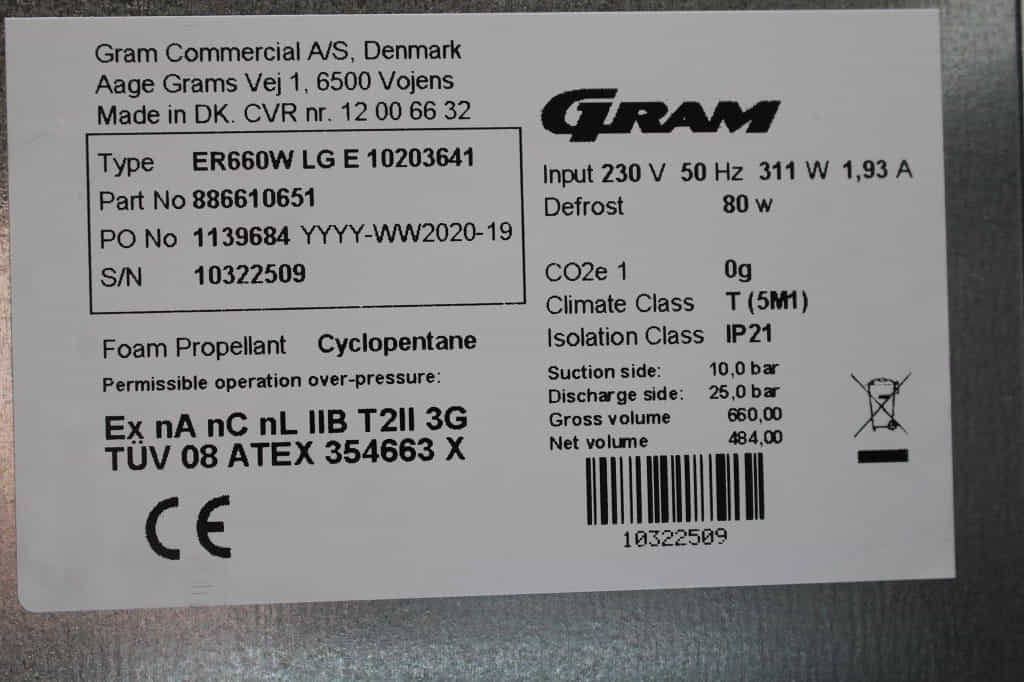 Gram Commercial A/S, Denmark
Aage Grams Vej 1, 6500 Vojens
Made in DK. CVR nr. 12 00 66 32
Type ER660W LG E 10203641
Part No 886610651
PO No 1139684 YYYY-WW2020-19
S/N 10322509
Foam Propellant Cyclopentane
Permissible operation over-pressure:
Ex nA nC nL IIB T2II 3G
TÜV 08 ATEX 354663 X
CE
GRAM
Input 230 V 50 Hz 311 W 1,93 A
Defrost 80 W
CO2e 1 0g
Climate Class T (5M1)
Isolation Class IP21
Suction side: 10,0 bar
Discharge side: 25,0 bar
Gross volume 660,00
Net volume 484,00
10322509